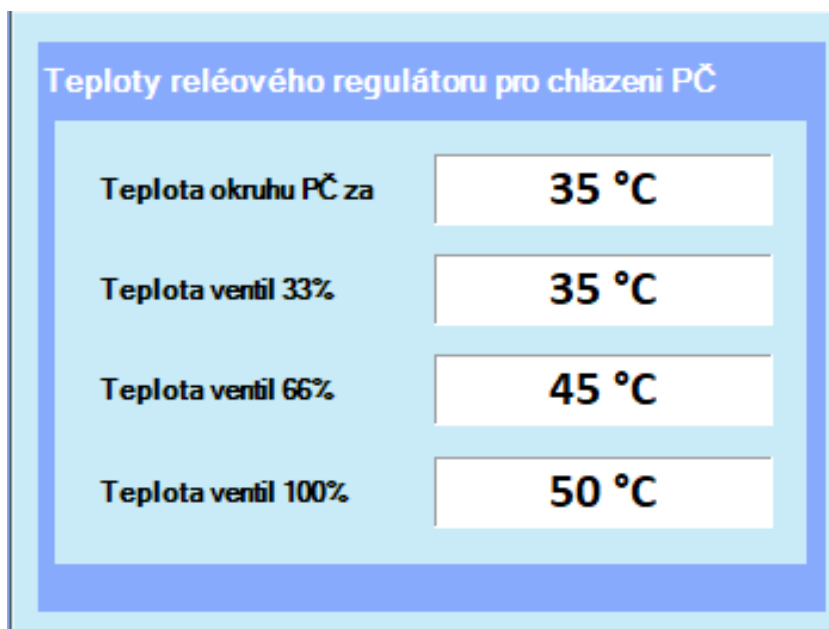 Teploty reléového regulátoru pro chlazeni PČ
Teplota okruhu PČ za 35 °C
Teplota ventil 33% 35 °C
Teplota ventil 66% 45 °C
Teplota ventil 100% 50 °C